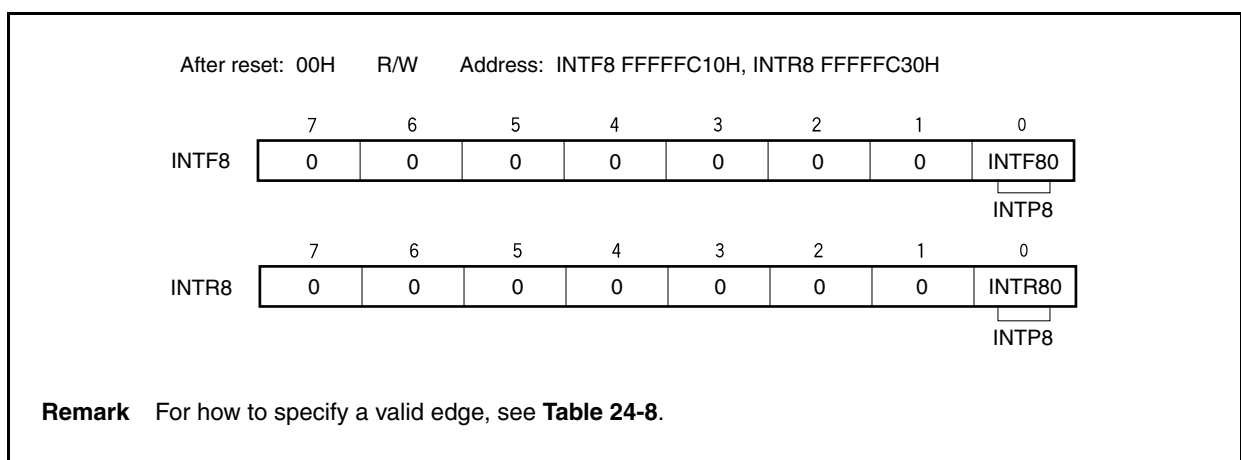 After reset: 00H R/W Address: INTF8 FFFFFC10H, INTR8 FFFFFC30H
7 6 5 4 3 2 1 0
INTF8 0 0 0 0 0 0 0 INTF80
INTP8
7 6 5 4 3 2 1 0
INTR8 0 0 0 0 0 0 0 INTR80
INTP8
Remark For how to specify a valid edge, see Table 24-8.